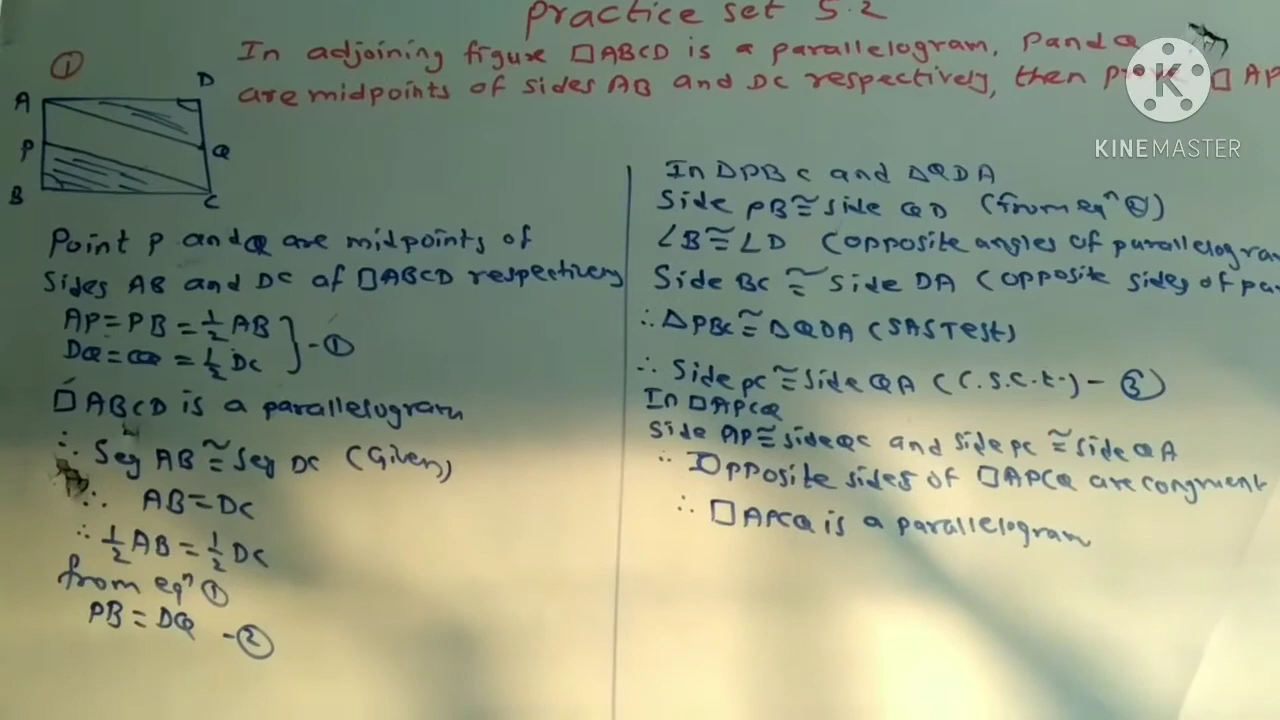 Practice set 5.2
① In adjoining figure □ABCD is a parallelogram, P and Q
are midpoints of sides AB and DC respectively, then prove □ AP
A D
P Q
B C
Point P and Q are midpoints of
Sides AB and DC of □ABCD respectively
AP = PB = 1/2 AB
DQ = CQ = 1/2 DC } - ①
□ABCD is a parallelogram
∴ Seg AB ≅ Seg DC (Given)
∴ AB = DC
∴ 1/2 AB = 1/2 DC
from eqⁿ ①
PB = DQ - ②
In △PBC and △QDA
Side PB ≅ Side QD (from eqⁿ ②)
∠B ≅ ∠D (opposite angles of parallelogram
Side BC ≅ Side DA (opposite sides of pa
∴ △PBC ≅ △QDA (SAS Test)
∴ Side PC ≅ Side QA (C.S.C.t.) - ③
In □APCQ
Side AP ≅ side QC and side PC ≅ side QA
∴ Opposite sides of □APCQ are congruent
∴ □APCQ is a parallelogram
K
KINEMASTER